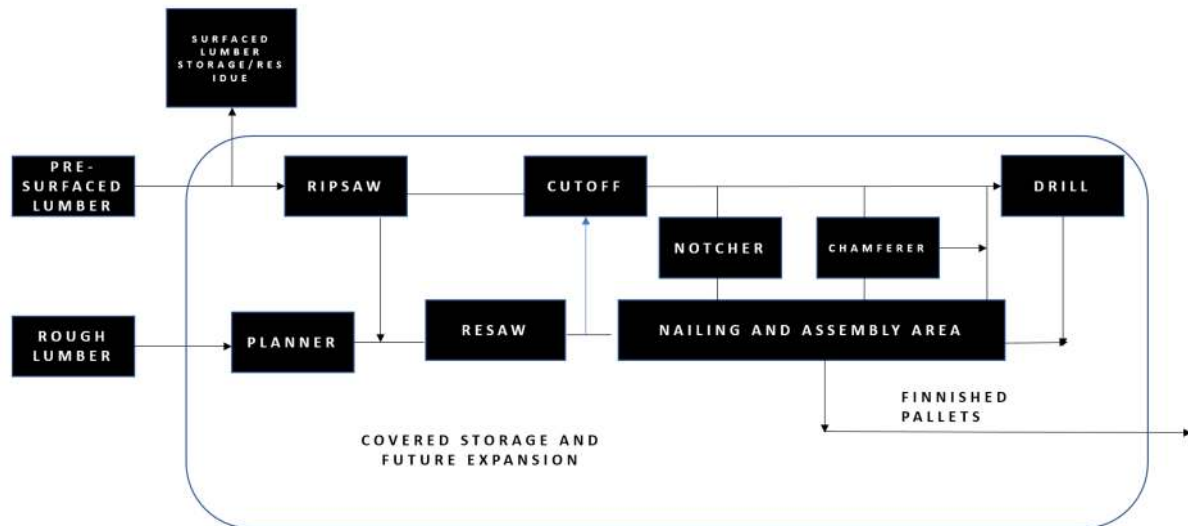 SURFACED
LUMBER
STORAGE/RES
IDUE
PRE-
SURFACED
LUMBER
RIPSAW
CUTOFF
DRILL
NOTCHER
CHAMFERER
ROUGH
LUMBER
PLANNER
RESAW
NAILING AND ASSEMBLY AREA
FINNISHED
PALLETS
COVERED STORAGE AND
FUTURE EXPANSION